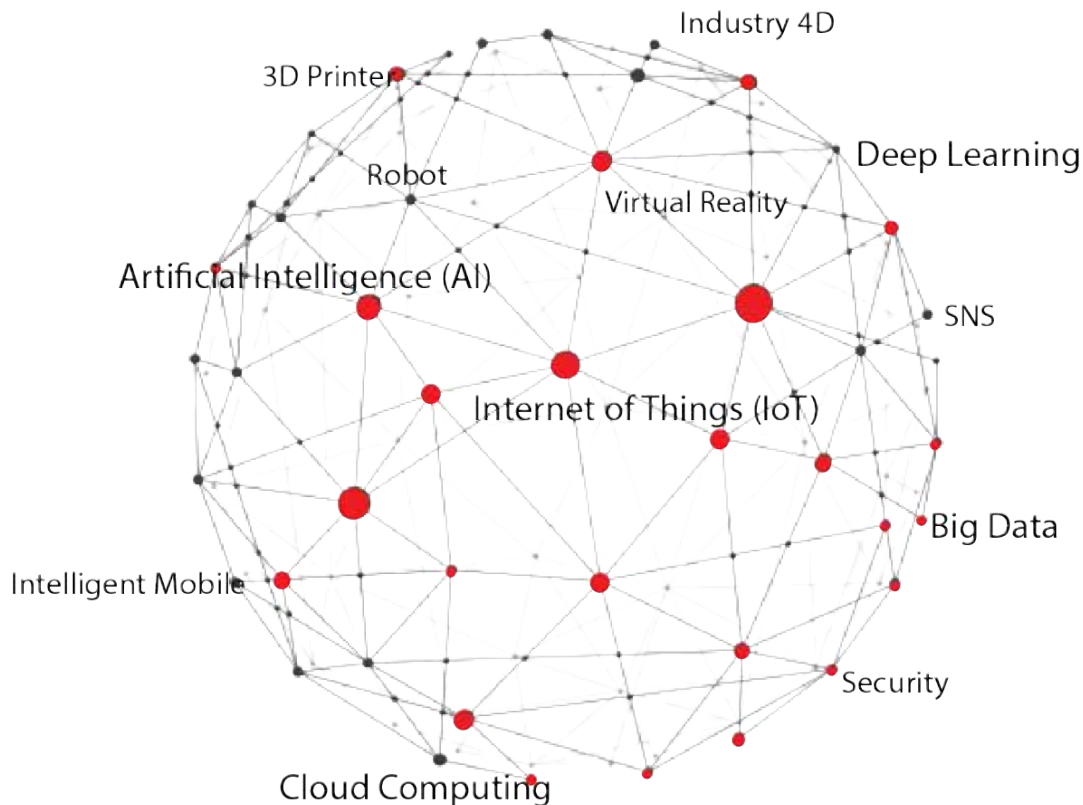 Industry 4D
3D Printer
Deep Learning
Robot
Virtual Reality
Artificial Intelligence (AI)
SNS
Internet of Things (IoT)
Big Data
Intelligent Mobile
Security
Cloud Computing